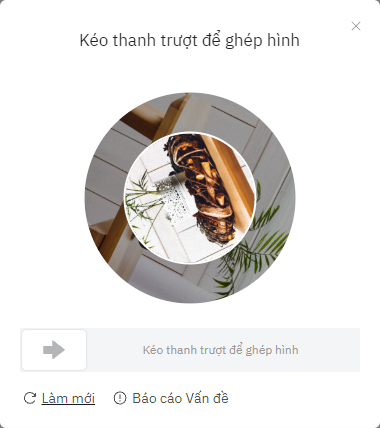 Kéo thanh trượt để ghép hình
Kéo thanh trượt để ghép hình
Làm mới
Báo cáo Vấn đề